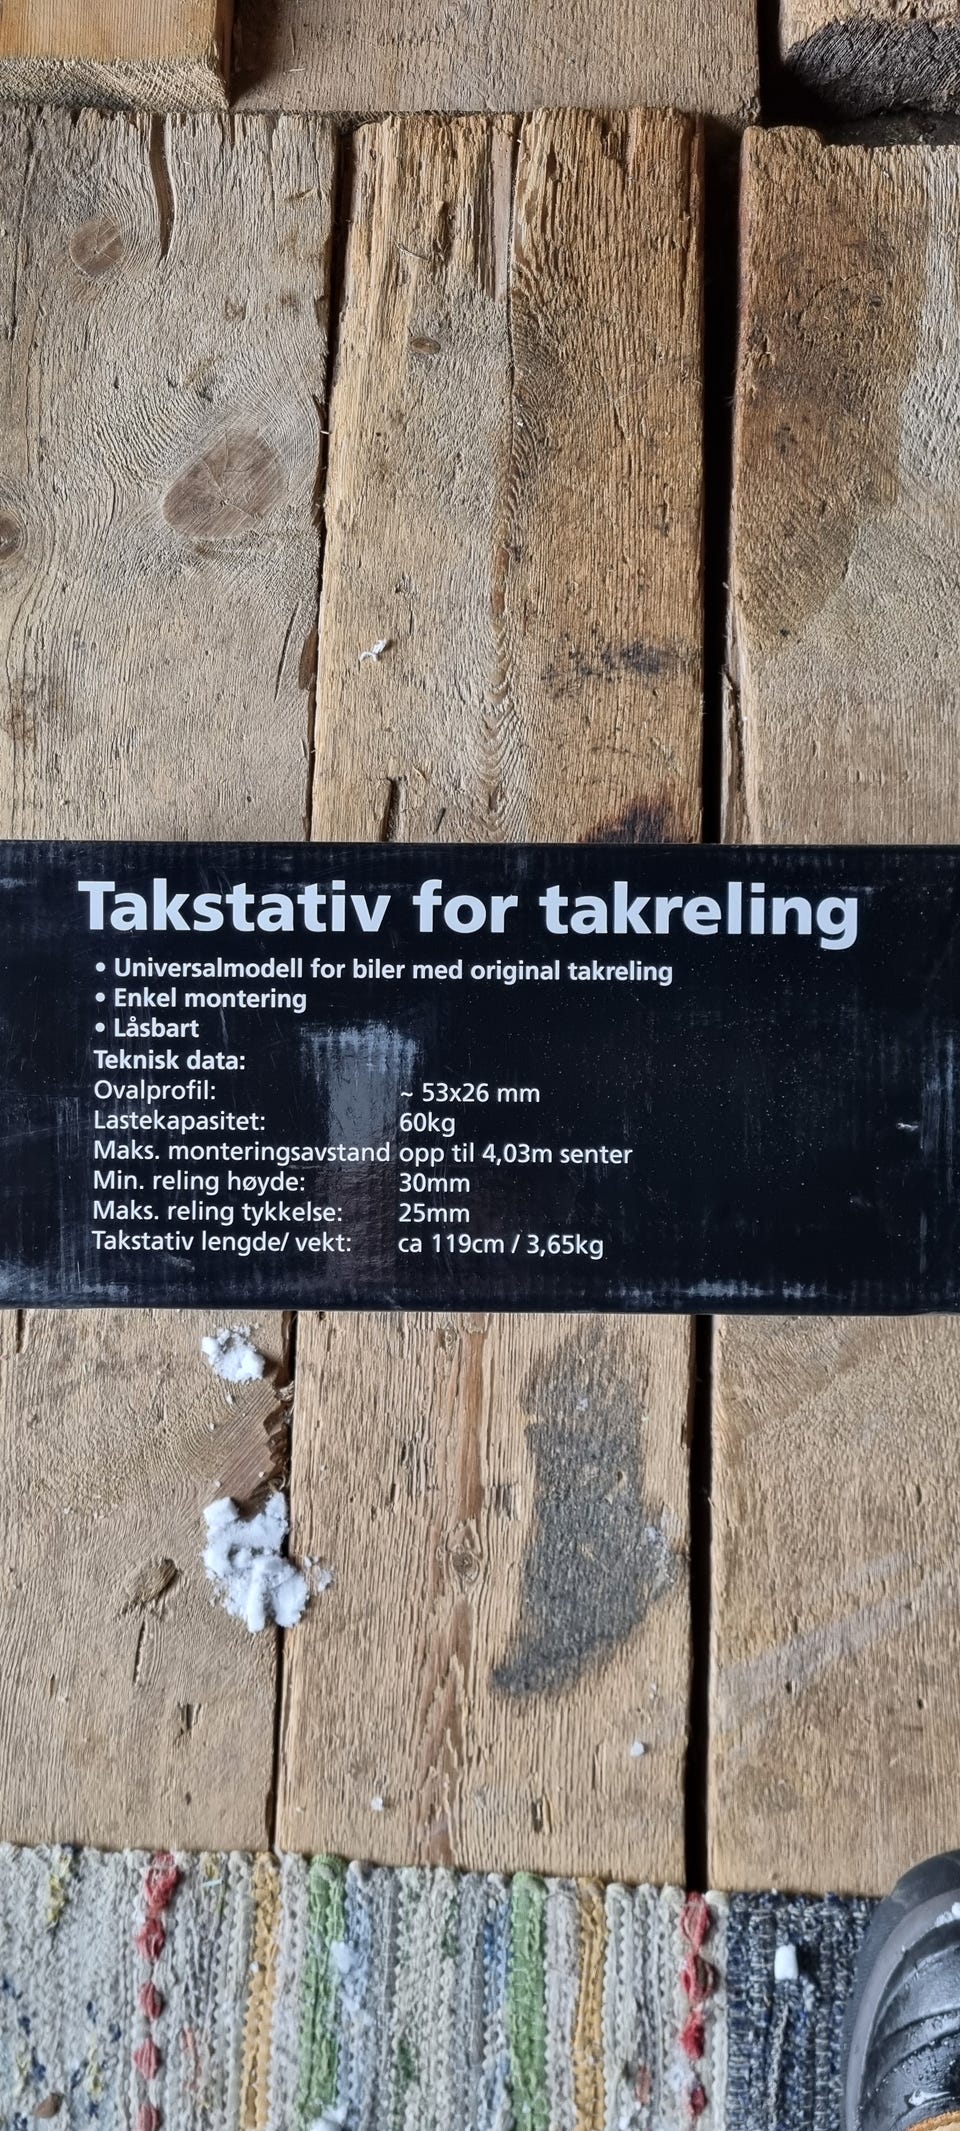 Takstativ for takreling
• Universalmodell for biler med original takreling
• Enkel montering
• Låsbart
Teknisk data:
Ovalprofil: ~ 53x26 mm
Lastekapasitet: 60kg
Maks. monteringsavstand opp til 4,03m senter
Min. reling høyde: 30mm
Maks. reling tykkelse: 25mm
Takstativ lengde/ vekt: ca 119cm / 3,65kg